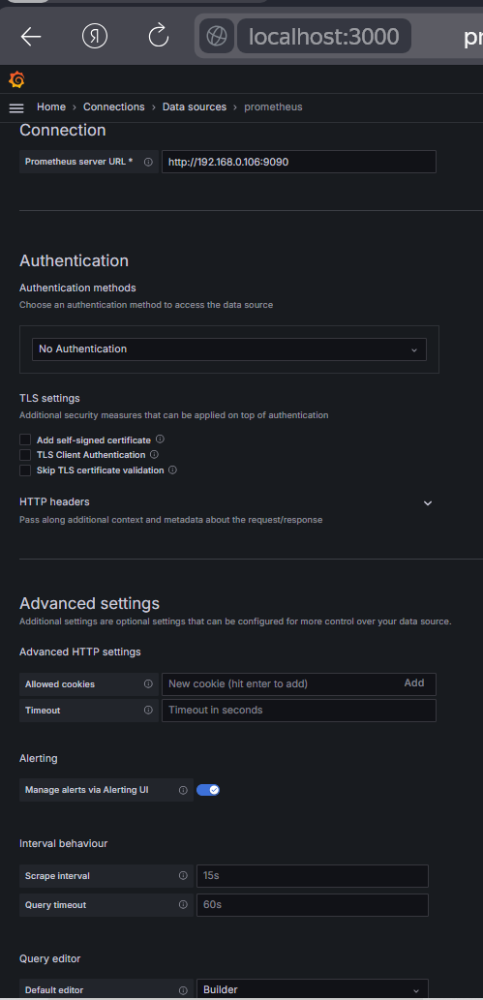 Я localhost:3000 pr
Home › Connections › Data sources › prometheus
Connection
Prometheus server URL * http://192.168.0.106:9090
Authentication
Authentication methods
Choose an authentication method to access the data source
No Authentication
TLS settings
Additional security measures that can be applied on top of authentication
Add self-signed certificate
TLS Client Authentication
Skip TLS certificate validation
HTTP headers
Pass along additional context and metadata about the request/response
Advanced settings
Additional settings are optional settings that can be configured for more control over your data source.
Advanced HTTP settings
Allowed cookies New cookie (hit enter to add) Add
Timeout Timeout in seconds
Alerting
Manage alerts via Alerting UI
Interval behaviour
Scrape interval 15s
Query timeout 60s
Query editor
Default editor Builder